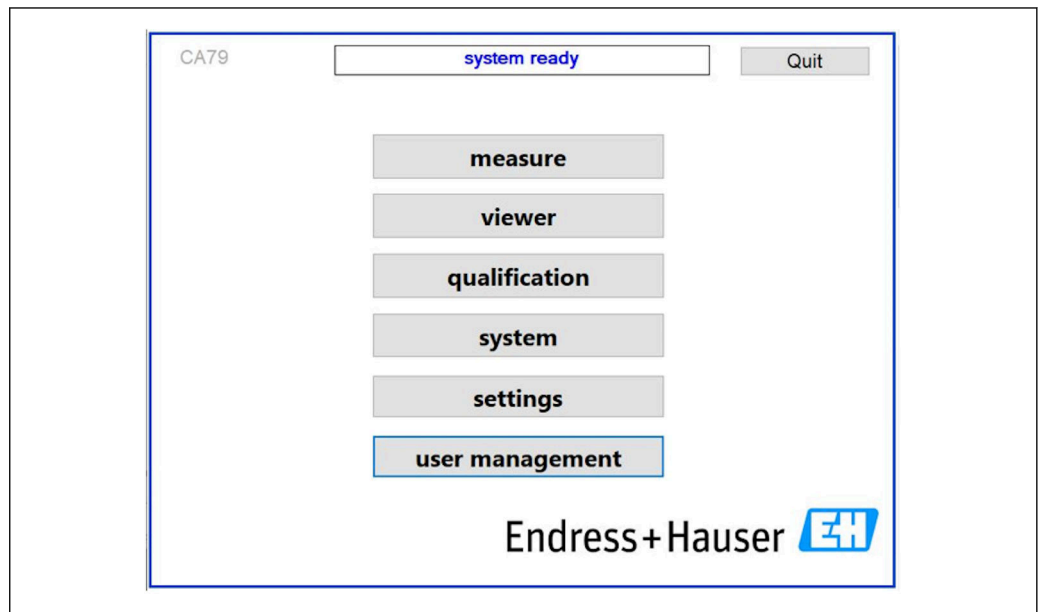 CA79
system ready
Quit
measure
viewer
qualification
system
settings
user management
Endress+Hauser EH